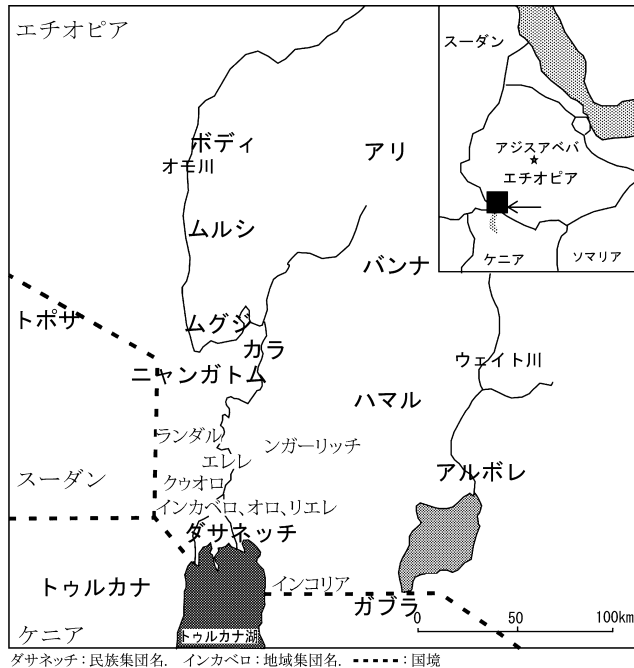 エチオピア
スーダン
ボディ
オモ川
アリ
アジスアベバ
エチオピア
ムルシ
バンナ
ケニア
ソマリア
トポサ
ムグジ
カラ
ニャンガトム
ウェイト川
ハマル
ランダル
ンガーリッチ
エレレ
アルボレ
スーダン
クゥオロ
インカベロ、オロ、リエレ
ダサネッチ
トゥルカナ
インコリア
ガブラ
ケニア
トゥルカナ湖
0 50 100km
ダサネッチ：民族集団名. インカベロ：地域集団名. ：国境